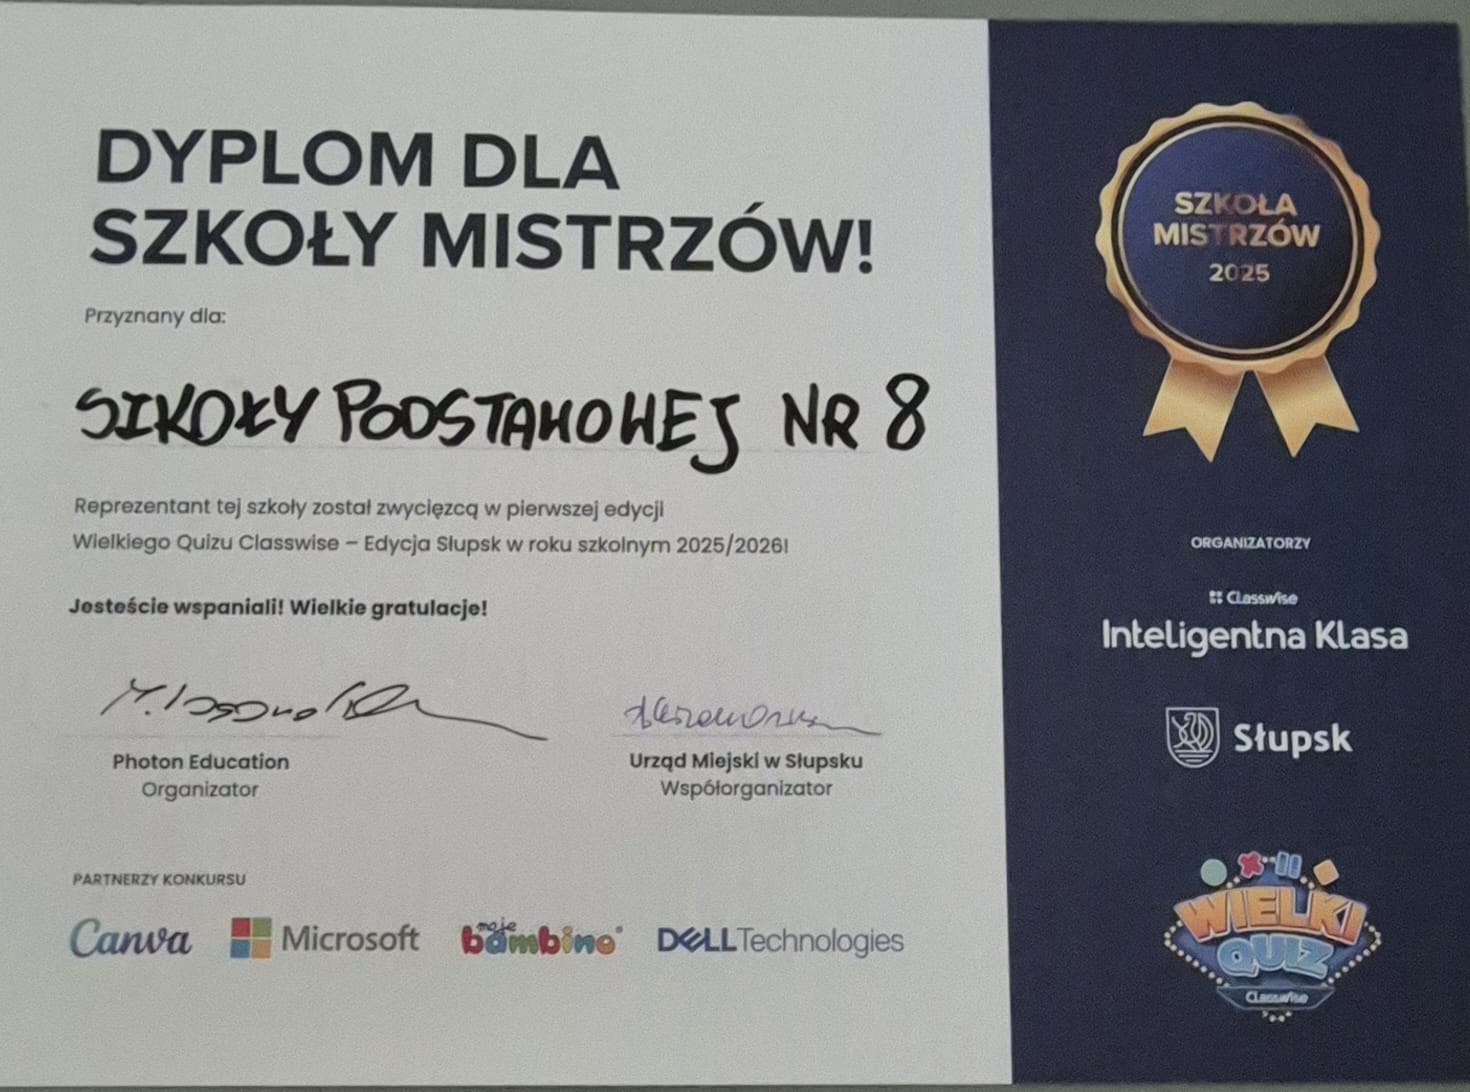 DYPLOM DLA
SZKOŁY MISTRZÓW!
Przyznany dla:
SZKOŁY PODSTAWOWEJ NR 8
Reprezentant tej szkoły został zwycięzcą w pierwszej edycji
Wielkiego Quizu Classwise – Edycja Słupsk w roku szkolnym 2025/2026!
Jesteście wspaniali! Wielkie gratulacje!
Photon Education
Organizator
Urząd Miejski w Słupsku
Współorganizator
PARTNERZY KONKURSU
Canva
Microsoft
moje
bambino
DELL Technologies
SZKOŁA
MISTRZÓW
2025
ORGANIZATORZY
Classwise
Inteligentna Klasa
Słupsk
WIELKI
QUIZ
Classwise